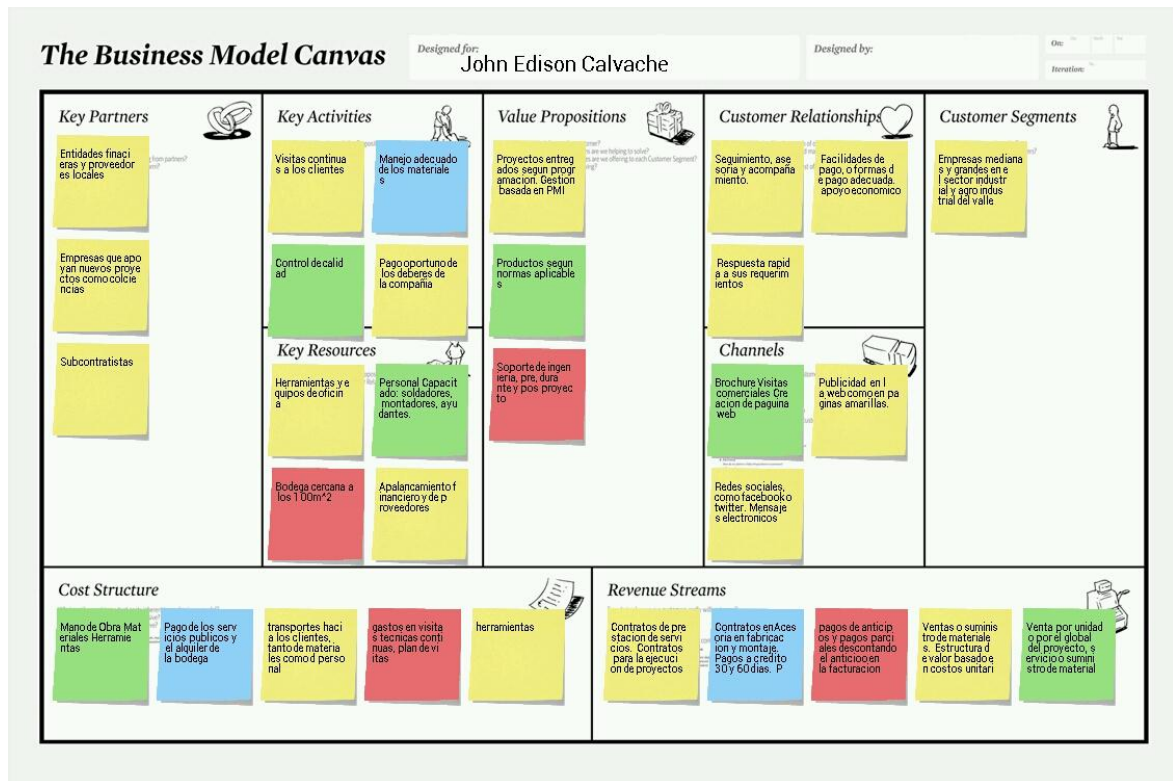 The Business Model Canvas
Designed for:
John Edison Calvache
Designed by:
On:
Iteration:
Key Partners
from partners?
Entidades finaci
eras y proveedor
es locales
Empresas que apo
yan nuevos proye
ctos como colcie
ncias
Subcontratistas
Key Activities
Visitas continua
s a los clientes
Manejo adecuado
de los materiale
s
Control de calid
ad
Pago oportuno de
los deberes de
la compañia
Key Resources
Herramientas y e
quipos de oficin
a
Personal Capacit
ado: soldadores,
montadores, ayu
dantes.
Bodega cercana a
los 100m^2
Apalancamiento f
inanciero y de p
roveedores
Value Propositions
Proyectos entreg
ados segun progr
amacion. Gestion
basada en PMI
Productos segun
normas aplicable
s
Soporte de ingen
ieria, pre, dura
nte y pos proyec
to
Customer Relationships
Seguimiento, ase
soria y acompaña
miento.
Facilidades de
pago, o formas d
e pago adecuada.
apoyo economico
Respuesta rapid
a a sus requerim
ientos
Channels
Brochure Visitas
comerciales Cre
acion de paguina
web
Publicidad en l
a web como en pa
ginas amarillas.
Redes sociales,
como facebook o
twitter. Mensaje
s electronicos
Customer Segments
Empresas mediana
s y grandes en e
l sector industr
ial y agro indus
trial del valle
Cost Structure
Mano de Obra Mat
eriales Herramie
ntas
Pago de los serv
icios publicos y
el alquiler de
la bodega
transportes haci
a los clientes,
tanto de materia
les como d perso
nal
gastos en visita
s tecnicas conti
nuas, plan de vi
itas
herramientas
Revenue Streams
Contratos de pre
stacion de servi
cios. Contratos
para la ejecuci
on de proyectos
Contratos en Aces
oria en fabricac
ion y montaje.
Pagos a credito
30 y 60 dias. P
pagos de anticip
os y pagos parci
ales descontando
el anticio en
la facturacion
Ventas o suminis
tro de materiale
s. Estructura d
e valor basado e
n costos unitari
Venta por unidad
o por el global
del proyecto, s
ervicio o sumini
stro de material